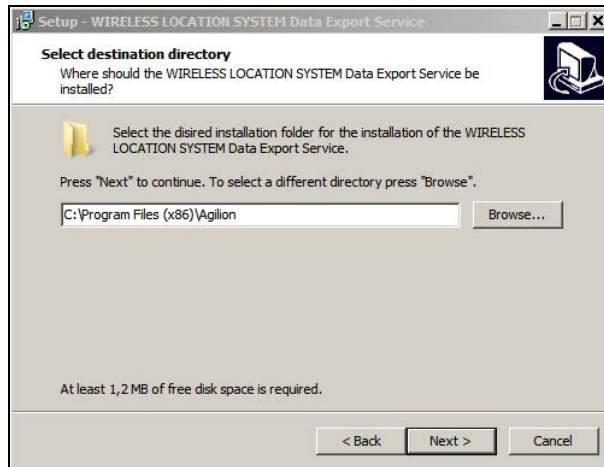 Setup - WIRELESS LOCATION SYSTEM Data Export Service
Select destination directory
Where should the WIRELESS LOCATION SYSTEM Data Export Service be
installed?
Select the disired installation folder for the installation of the WIRELESS
LOCATION SYSTEM Data Export Service.
Press "Next" to continue. To select a different directory press "Browse".
C:\Program Files (x86)\Agilion
Browse...
At least 1,2 MB of free disk space is required.
< Back
Next >
Cancel